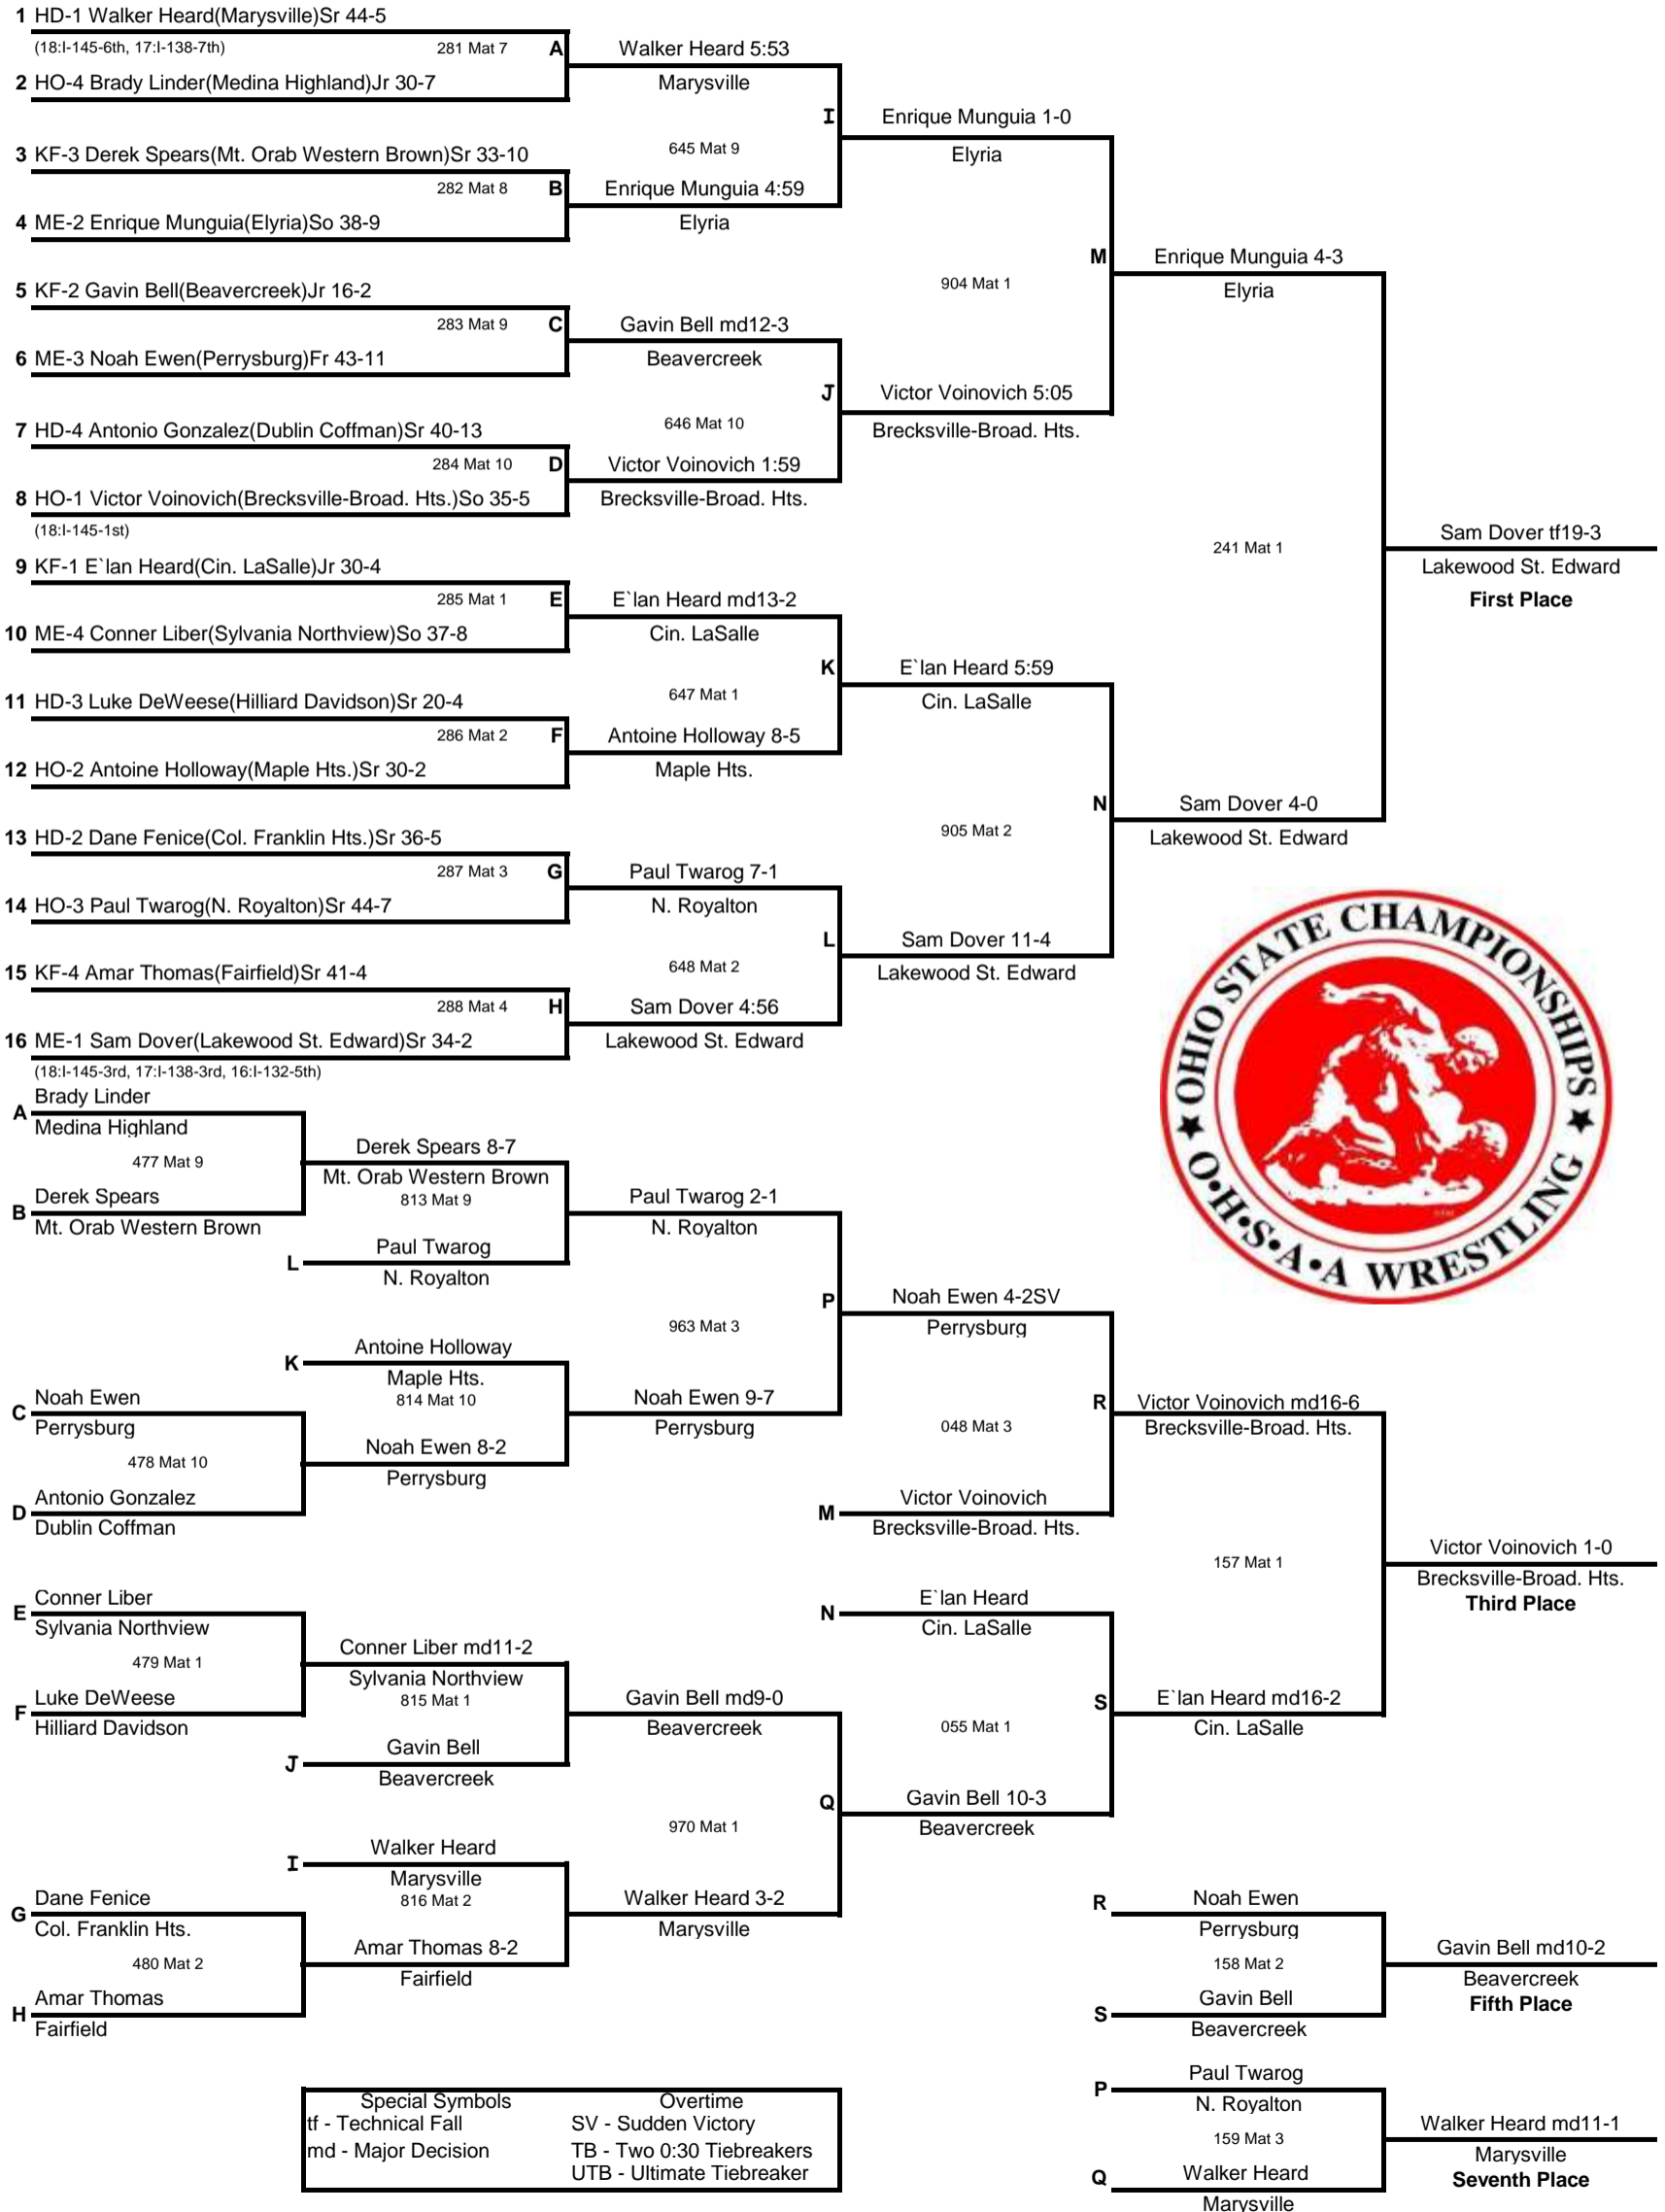 1 HD-1 Walker Heard(Marysville)Sr 44-5
(18:I-145-6th, 17:I-138-7th) 281 Mat 7 A
2 HO-4 Brady Linder(Medina Highland)Jr 30-7
Walker Heard 5:53
Marysville
3 KF-3 Derek Spears(Mt. Orab Western Brown)Sr 33-10
282 Mat 8 B
4 ME-2 Enrique Munguia(Elyria)So 38-9
645 Mat 9 I
Enrique Munguia 4:59
Elyria
Enrique Munguia 1-0
Elyria
5 KF-2 Gavin Bell(Beavercreek)Jr 16-2
283 Mat 9 C
6 ME-3 Noah Ewen(Perrysburg)Fr 43-11
Gavin Bell md12-3
Beavercreek
7 HD-4 Antonio Gonzalez(Dublin Coffman)Sr 40-13
284 Mat 10 D
8 HO-1 Victor Voinovich(Brecksville-Broad. Hts.)So 35-5
(18:I-145-1st)
646 Mat 10 J
Victor Voinovich 1:59
Brecksville-Broad. Hts.
Victor Voinovich 5:05
Brecksville-Broad. Hts.
904 Mat 1 M
Enrique Munguia 4-3
Elyria
9 KF-1 E`lan Heard(Cin. LaSalle)Jr 30-4
285 Mat 1 E
10 ME-4 Conner Liber(Sylvania Northview)So 37-8
E`lan Heard md13-2
Cin. LaSalle
11 HD-3 Luke DeWeese(Hilliard Davidson)Sr 20-4
286 Mat 2 F
12 HO-2 Antoine Holloway(Maple Hts.)Sr 30-2
647 Mat 1 K
Antoine Holloway 8-5
Maple Hts.
E`lan Heard 5:59
Cin. LaSalle
13 HD-2 Dane Fenice(Col. Franklin Hts.)Sr 36-5
287 Mat 3 G
14 HO-3 Paul Twarog(N. Royalton)Sr 44-7
Paul Twarog 7-1
N. Royalton
15 KF-4 Amar Thomas(Fairfield)Sr 41-4
288 Mat 4 H
16 ME-1 Sam Dover(Lakewood St. Edward)Sr 34-2
(18:I-145-3rd, 17:I-138-3rd, 16:I-132-5th)
648 Mat 2 L
Sam Dover 4:56
Lakewood St. Edward
Sam Dover 11-4
Lakewood St. Edward
905 Mat 2 N
Sam Dover 4-0
Lakewood St. Edward
241 Mat 1
Sam Dover tf19-3
Lakewood St. Edward
First Place
★ OHIO STATE CHAMPIONSHIPS ★
O•H•S•A•A WRESTLING
A Brady Linder
Medina Highland
477 Mat 9
B Derek Spears
Mt. Orab Western Brown
Derek Spears 8-7
Mt. Orab Western Brown
813 Mat 9
L Paul Twarog
N. Royalton
Paul Twarog 2-1
N. Royalton
K Antoine Holloway
Maple Hts.
814 Mat 10
C Noah Ewen
Perrysburg
478 Mat 10
D Antonio Gonzalez
Dublin Coffman
Noah Ewen 8-2
Perrysburg
Noah Ewen 9-7
Perrysburg
963 Mat 3 P
Noah Ewen 4-2SV
Perrysburg
048 Mat 3 R
M Victor Voinovich
Brecksville-Broad. Hts.
Victor Voinovich md16-6
Brecksville-Broad. Hts.
E Conner Liber
Sylvania Northview
479 Mat 1
F Luke DeWeese
Hilliard Davidson
Conner Liber md11-2
Sylvania Northview
815 Mat 1
J Gavin Bell
Beavercreek
Gavin Bell md9-0
Beavercreek
I Walker Heard
Marysville
816 Mat 2
G Dane Fenice
Col. Franklin Hts.
480 Mat 2
H Amar Thomas
Fairfield
Amar Thomas 8-2
Fairfield
Walker Heard 3-2
Marysville
970 Mat 1 Q
N E`lan Heard
Cin. LaSalle
055 Mat 1 S
Gavin Bell 10-3
Beavercreek
E`lan Heard md16-2
Cin. LaSalle
157 Mat 1
Victor Voinovich 1-0
Brecksville-Broad. Hts.
Third Place
R Noah Ewen
Perrysburg
158 Mat 2
S Gavin Bell
Beavercreek
Gavin Bell md10-2
Beavercreek
Fifth Place
P Paul Twarog
N. Royalton
159 Mat 3
Q Walker Heard
Marysville
Walker Heard md11-1
Marysville
Seventh Place
Special Symbols Overtime
tf - Technical Fall SV - Sudden Victory
md - Major Decision TB - Two 0:30 Tiebreakers
UTB - Ultimate Tiebreaker